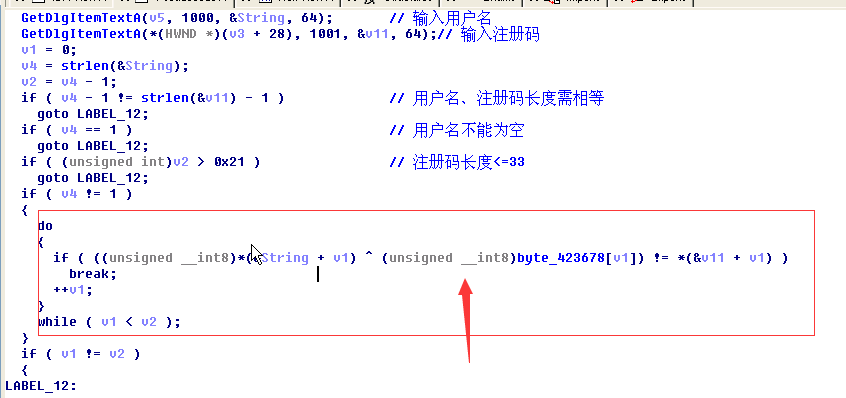 GetDlgItemTextA(v5, 1000, &String, 64);        // 输入用户名
GetDlgItemTextA(*(HWND *)(v3 + 28), 1001, &v11, 64);// 输入注册码
v1 = 0;
v4 = strlen(&String);
v2 = v4 - 1;
if ( v4 - 1 != strlen(&v11) - 1 )              // 用户名、注册码长度需相等
goto LABEL_12;
if ( v4 == 1 )                                 // 用户名不能为空
goto LABEL_12;
if ( (unsigned int)v2 > 0x21 )                 // 注册码长度<=33
goto LABEL_12;
if ( v4 != 1 )
{
do
{
if ( ((unsigned __int8)*(&String + v1) ^ (unsigned __int8)byte_423678[v1]) != *(&v11 + v1) )
break;
++v1;
}
while ( v1 < v2 );
}
if ( v1 != v2 )
{
LABEL_12: